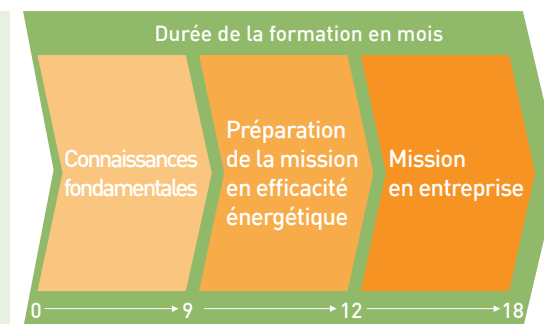 Durée de la formation en mois
Connaissances
fondamentales
Préparation
de la mission
en efficacité
énergétique
Mission
en entreprise
0 9 12 18